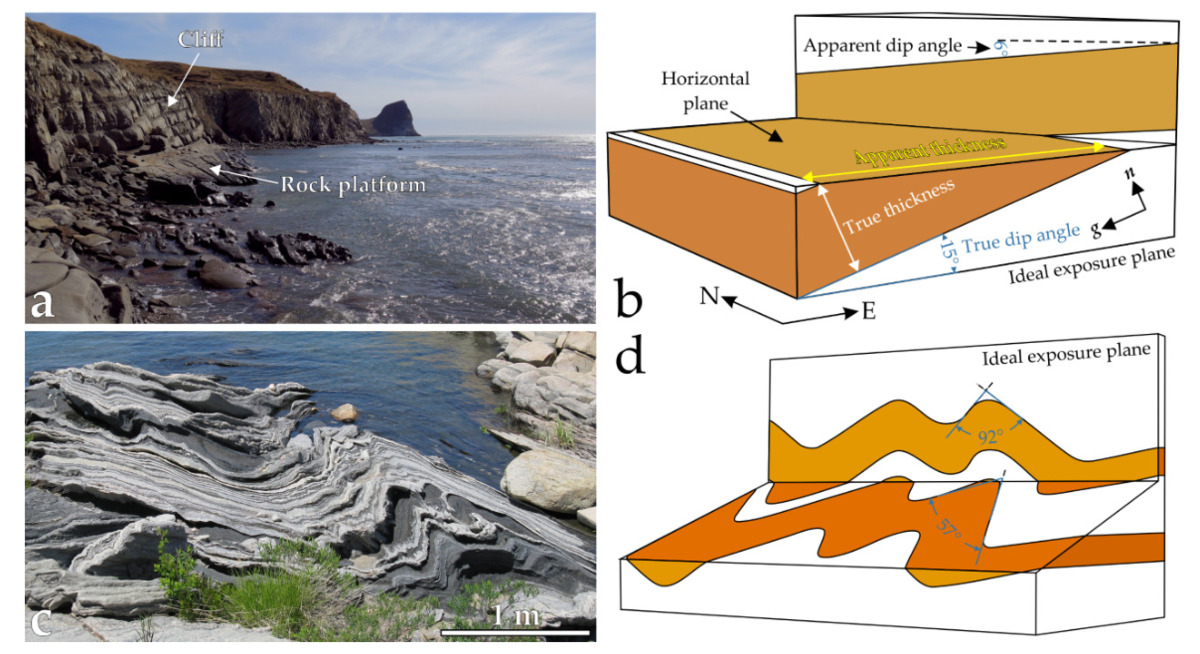 Cliff
Rock platform
a
Apparent dip angle
6°
Horizontal
plane
Apparent thickness
True thickness
n
g
15°
True dip angle
Ideal exposure plane
N
E
b
1 m
c
d
Ideal exposure plane
92°
57°